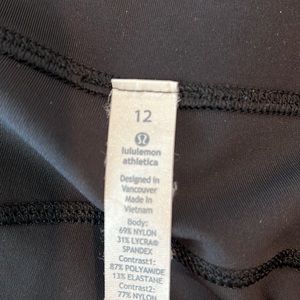 12
lululemon
athletica
Designed in
Vancouver
Made in
Vietnam
Body:
69% NYLON
31% LYCRA®
SPANDEX
Contrast1:
87% POLYAMIDE
13% ELASTANE
Contrast2:
77% NYLON